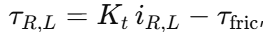 τ_{R,L} = K_t i_{R,L} − τ_{fric},